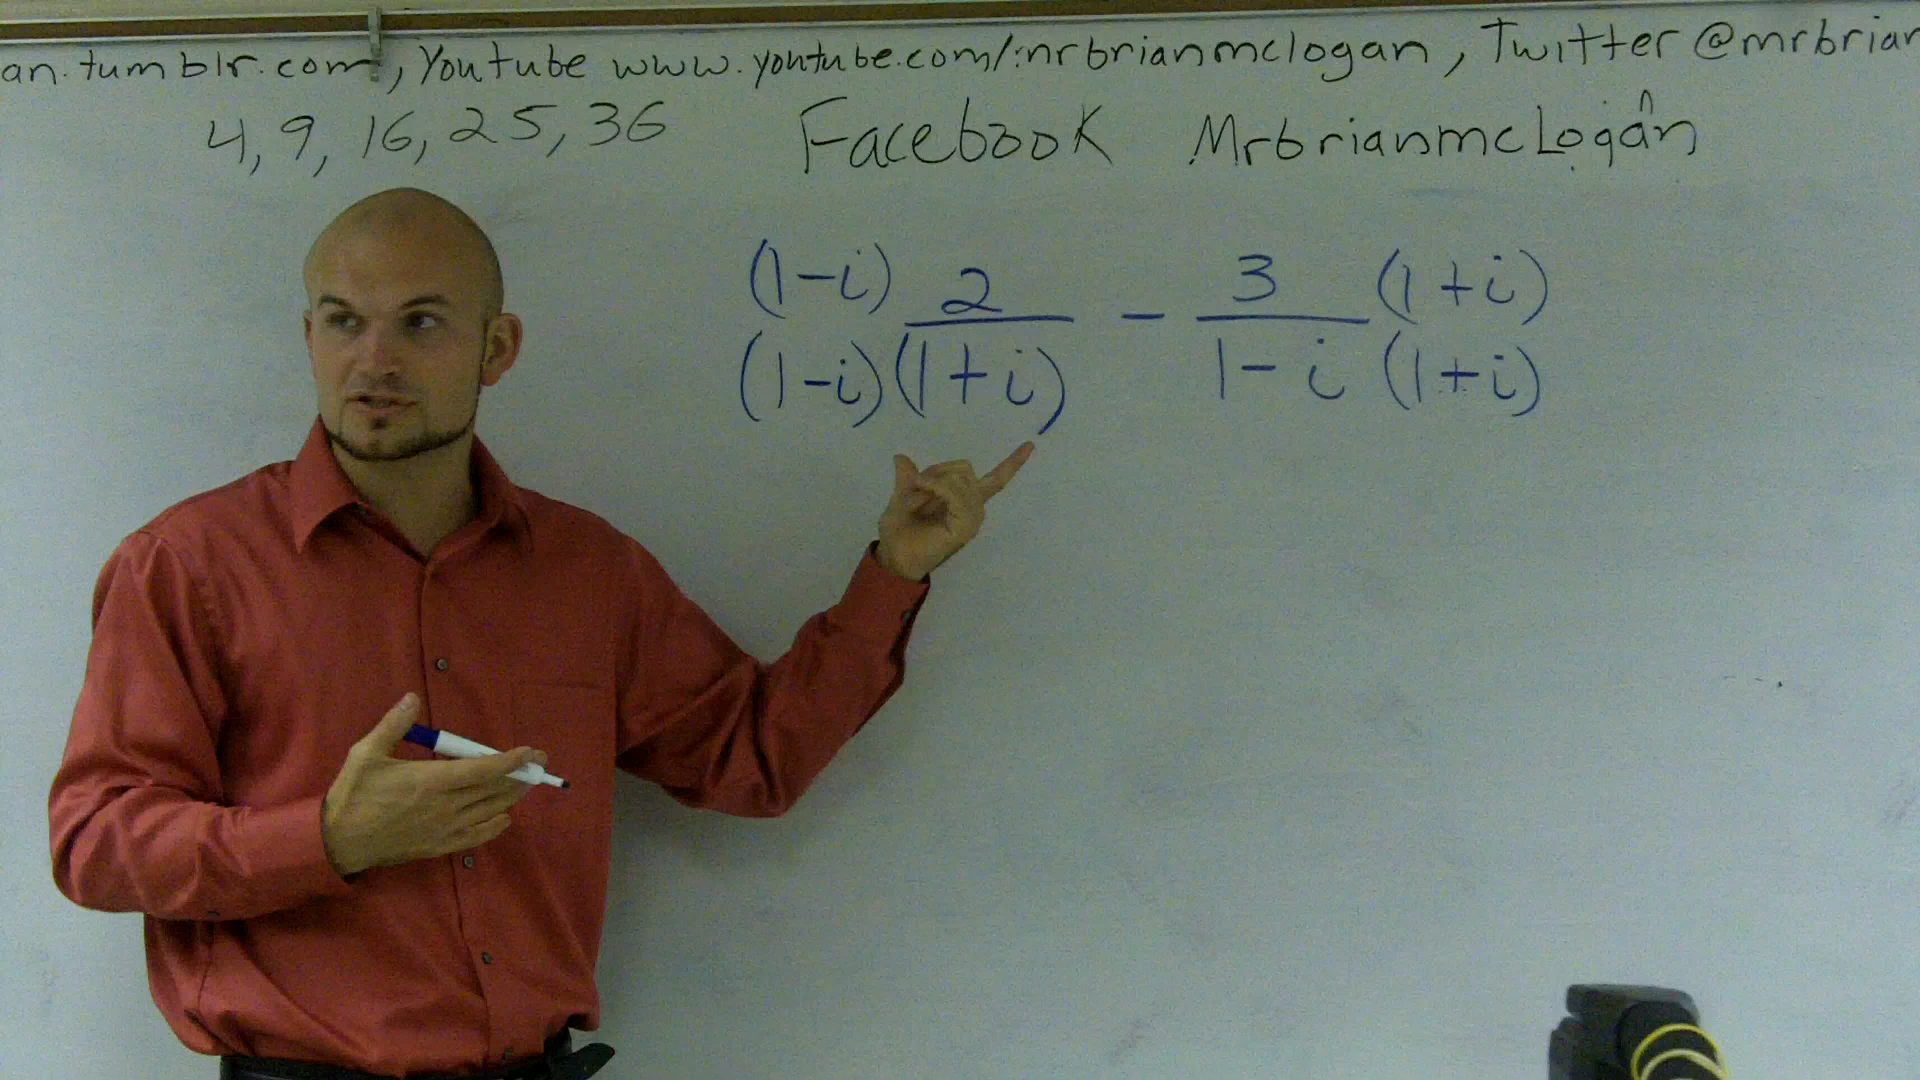 an.tumblr.com, Youtube www.youtube.com/mrbrianmclogan, Twitter @mrbrian
4, 9, 16, 25, 36 Facebook MrbrianmcLogan
(1-i) 2 - 3 (1+i)
(1-i)(1+i) 1-i (1+i)